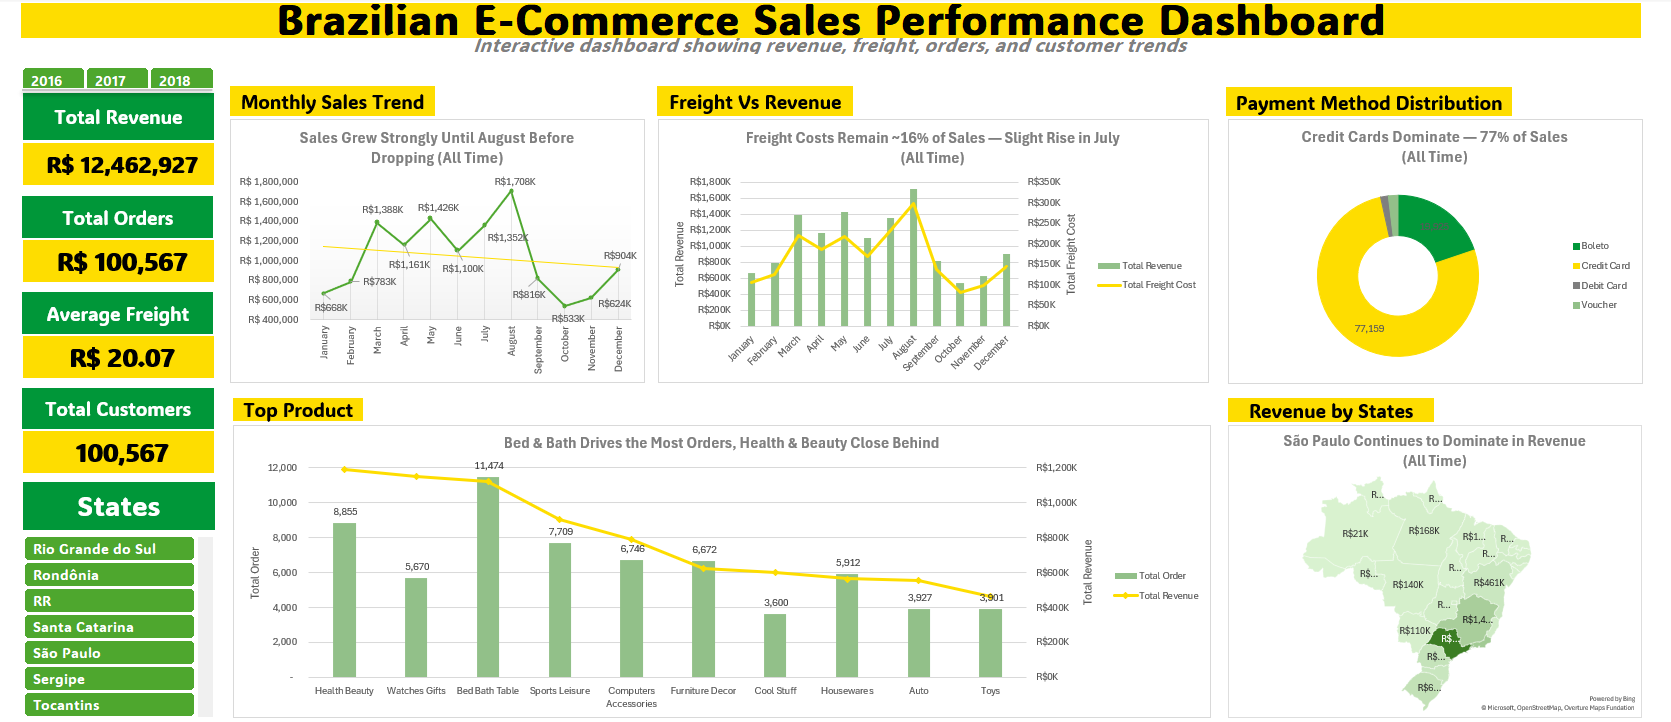 Brazilian E-Commerce Sales Performance Dashboard
Interactive dashboard showing revenue, freight, orders, and customer trends
2016
2017
2018
Total Revenue
R$ 12,462,927
Total Orders
R$ 100,567
Average Freight
R$ 20.07
Total Customers
100,567
States
Rio Grande do Sul
Rondônia
RR
Santa Catarina
São Paulo
Sergipe
Tocantins
Monthly Sales Trend
Sales Grew Strongly Until August Before
Dropping (All Time)
R$ 1,800,000
R$ 1,600,000
R$ 1,400,000
R$ 1,200,000
R$ 1,000,000
R$ 800,000
R$ 600,000
R$ 400,000
R$668K
R$783K
R$1,388K
R$1,161K
R$1,426K
R$1,100K
R$1,352K
R$1,708K
R$816K
R$533K
R$624K
R$904K
January
February
March
April
May
June
July
August
September
October
November
December
Freight Vs Revenue
Freight Costs Remain ~16% of Sales — Slight Rise in July
(All Time)
Total Revenue
R$1,800K
R$1,600K
R$1,400K
R$1,200K
R$1,000K
R$800K
R$600K
R$400K
R$200K
R$0K
R$350K
R$300K
R$250K
R$200K
R$150K
R$100K
R$50K
R$0K
Total Freight Cost
January
February
March
April
May
June
July
August
September
October
November
December
Total Revenue
Total Freight Cost
Payment Method Distribution
Credit Cards Dominate — 77% of Sales
(All Time)
77,159
Boleto
Credit Card
Debit Card
Voucher
Top Product
Bed & Bath Drives the Most Orders, Health & Beauty Close Behind
Total Order
12,000
10,000
8,000
6,000
4,000
2,000
-
8,855
5,670
11,474
7,709
6,746
6,672
3,600
5,912
3,927
3,901
R$1,200K
R$1,000K
R$800K
R$600K
R$400K
R$200K
R$0K
Total Revenue
Health Beauty
Watches Gifts
Bed Bath Table
Sports Leisure
Computers
Accessories
Furniture Decor
Cool Stuff
Housewares
Auto
Toys
Total Order
Total Revenue
Revenue by States
São Paulo Continues to Dominate in Revenue
(All Time)
R...
R...
R$21K
R$168K
R$1...
R...
R...
R...
R$...
R$140K
R$461K
R...
R$1,4...
R$110K
R$...
R$...
R$6...
Powered by Bing
© Microsoft, OpenStreetMap, Overture Maps Fundation